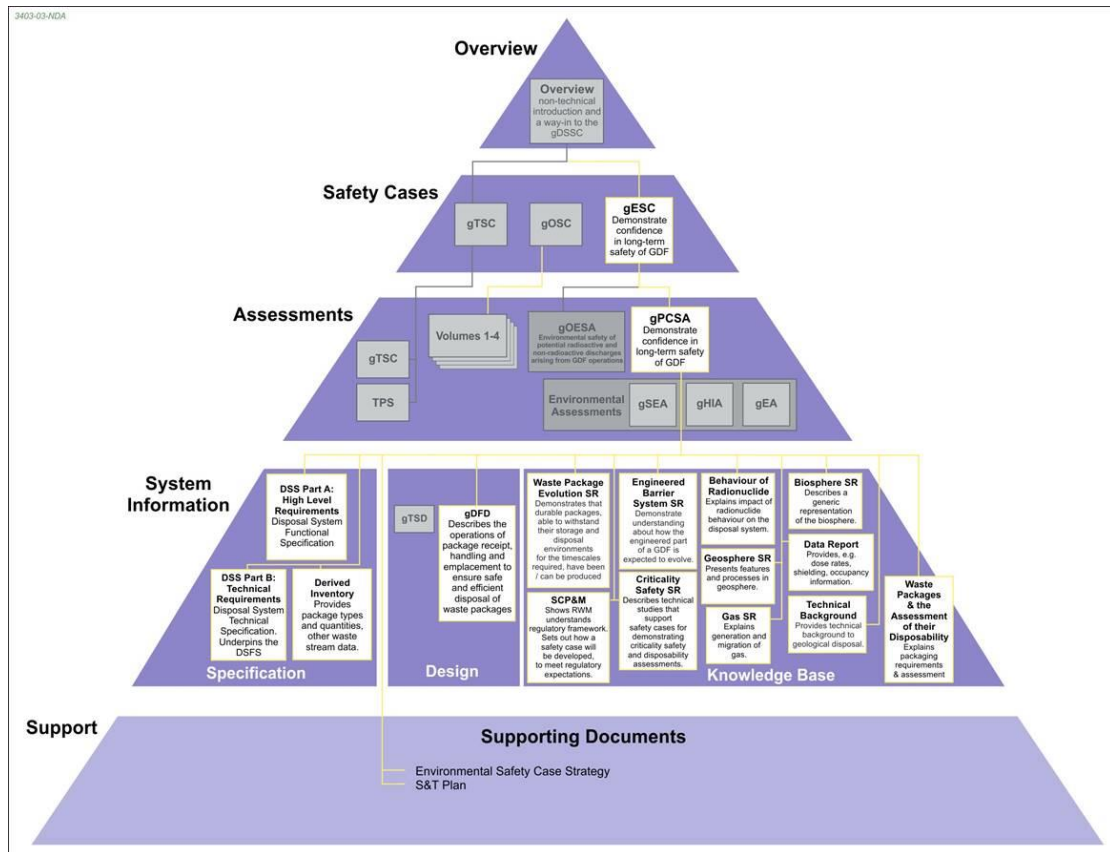 3403-03-NDA
Overview
Overview
non-technical
introduction and
a way-in to the
gDSSC
Safety Cases
gTSC
gOSC
gESC
Demonstrate
confidence
in long-term
safety of GDF
Assessments
gTSC
TPS
Volumes 1-4
gOESA
Environmental safety of
potential radioactive and
non-radioactive discharges
arising from GDF operations
gPCSA
Demonstrate
confidence in
long-term safety
of GDF
Environmental
Assessments
gSEA
gHIA
gEA
System
Information
DSS Part A:
High Level
Requirements
Disposal System
Functional
Specification
DSS Part B:
Technical
Requirements
Disposal System
Technical
Specification.
Underpins the
DSFS
Derived
Inventory
Provides
package types
and quantities,
other waste
stream data.
Specification
gTSD
gDFD
Describes the
operations of
package receipt,
handling and
emplacement to
ensure safe
and efficient
disposal of
waste packages
Design
Waste Package
Evolution SR
Demonstrates that
durable packages,
able to withstand
their storage and
disposal
environments
for the timescales
required, have been
/ can be produced
SCP&M
Shows RWM
understands
regulatory framework.
Sets out how a
safety case will
be developed,
to meet regulatory
expectations.
Engineered
Barrier
System SR
Demonstrate
understanding
about how the
engineered part
of a GDF is
expected to evolve.
Criticality
Safety SR
Describes technical
studies that
support
safety cases for
demonstrating
criticality safety
and disposability
assessments.
Behaviour of
Radionuclide
Explains impact of
radionuclide
behaviour on the
disposal system.
Geosphere SR
Presents features
and processes in
geosphere.
Gas SR
Explains
generation and
migration of
gas.
Biosphere SR
Describes a
generic
representation
of the biosphere.
Data Report
Provides, e.g.
dose rates,
shielding, occupancy
information.
Technical
Background
Provides technical
background to
geological disposal.
Waste
Packages
& the
Assessment
of their
Disposability
Explains
packaging
requirements
& assessment
Knowledge Base
Support
Supporting Documents
Environmental Safety Case Strategy
S&T Plan